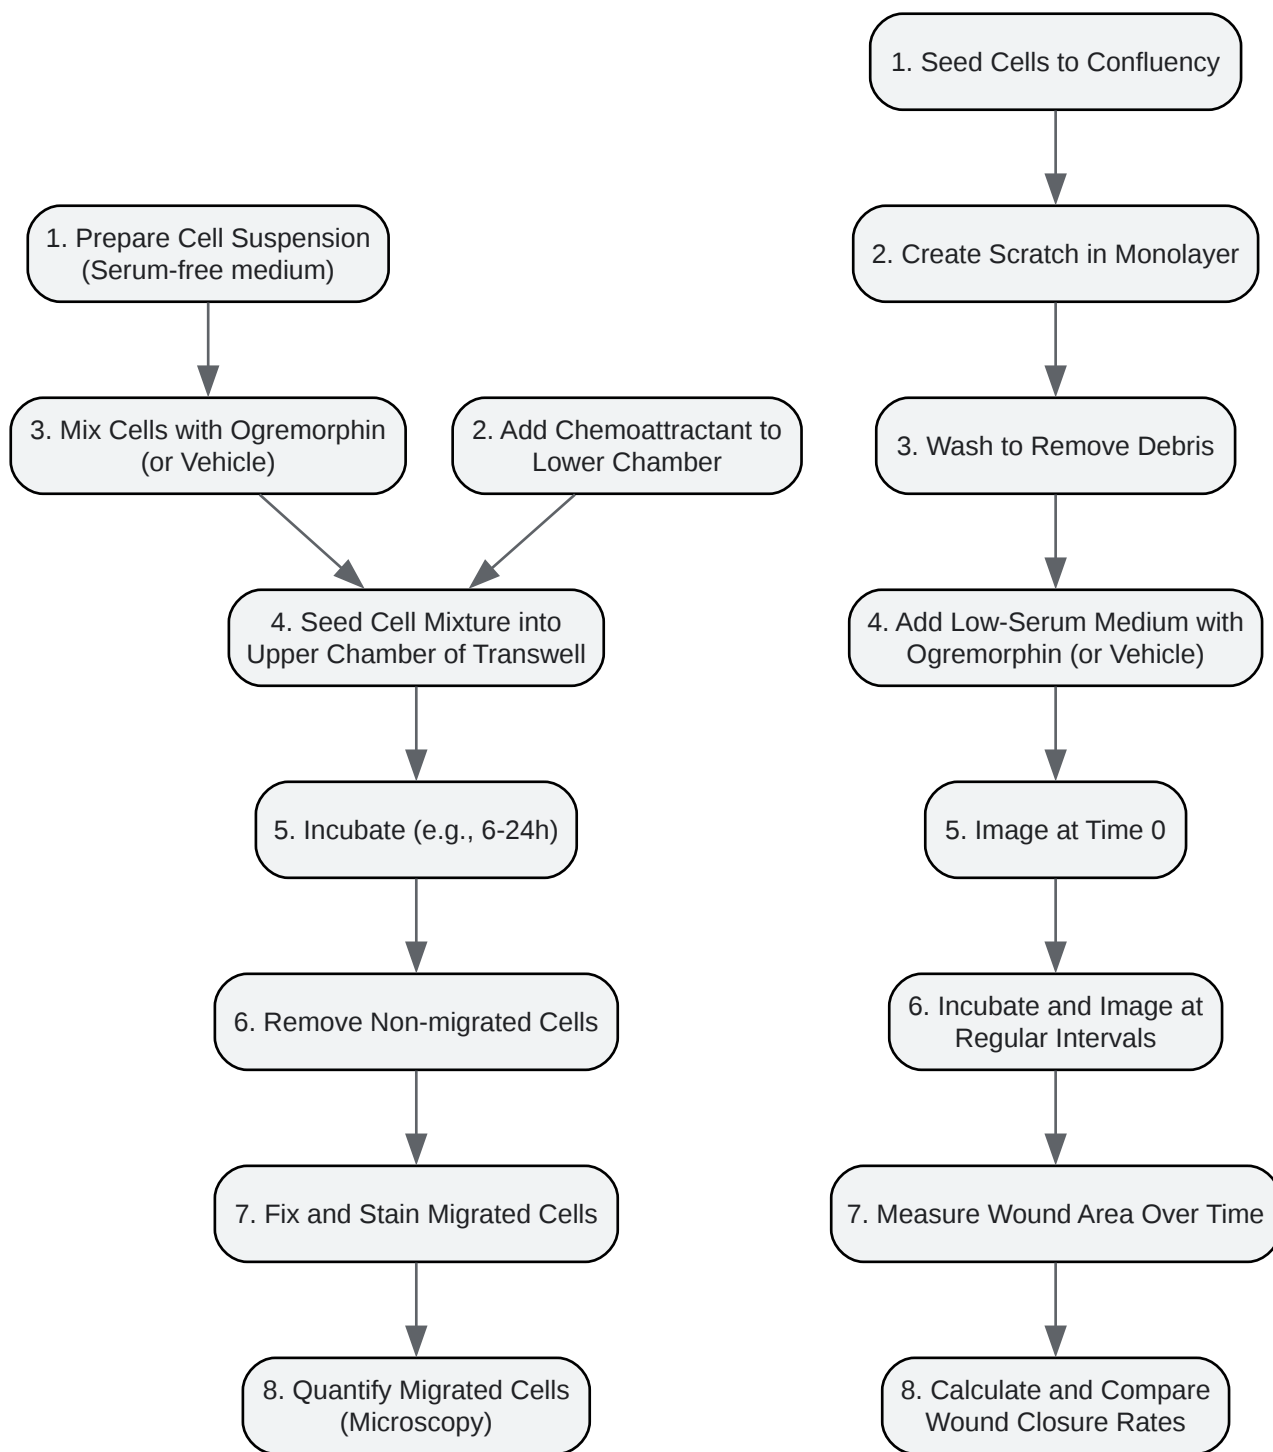 1. Prepare Cell Suspension
(Serum-free medium)
3. Mix Cells with Ogremorphin
(or Vehicle)
2. Add Chemoattractant to
Lower Chamber
4. Seed Cell Mixture into
Upper Chamber of Transwell
5. Incubate (e.g., 6-24h)
6. Remove Non-migrated Cells
7. Fix and Stain Migrated Cells
8. Quantify Migrated Cells
(Microscopy)
1. Seed Cells to Confluency
2. Create Scratch in Monolayer
3. Wash to Remove Debris
4. Add Low-Serum Medium with
Ogremorphin (or Vehicle)
5. Image at Time 0
6. Incubate and Image at
Regular Intervals
7. Measure Wound Area Over Time
8. Calculate and Compare
Wound Closure Rates